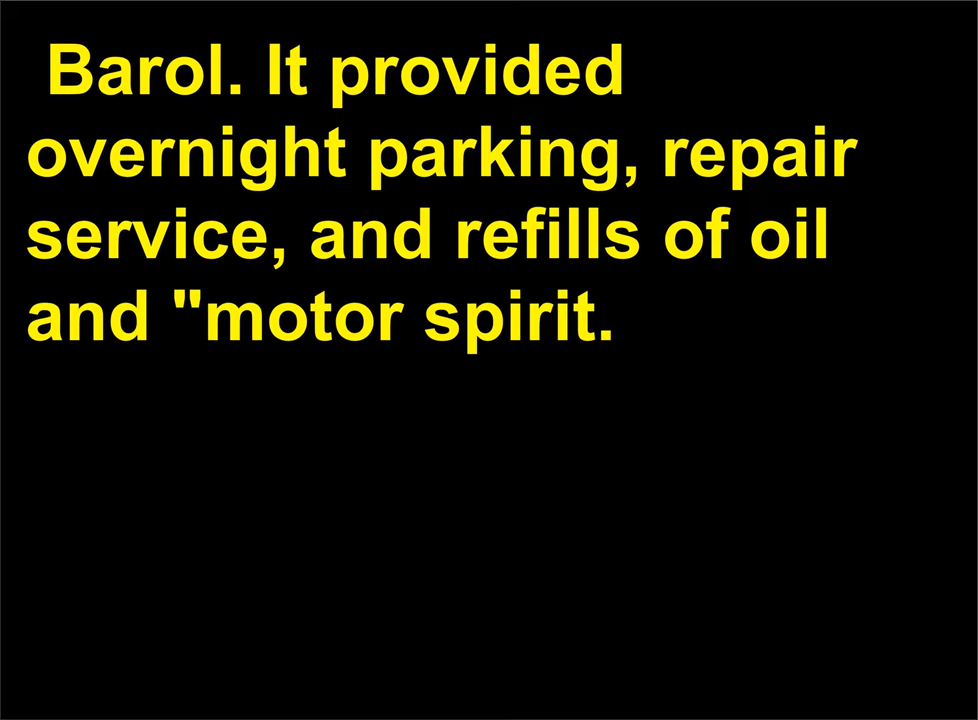 Barol. It provided
overnight parking, repair
service, and refills of oil
and "motor spirit.